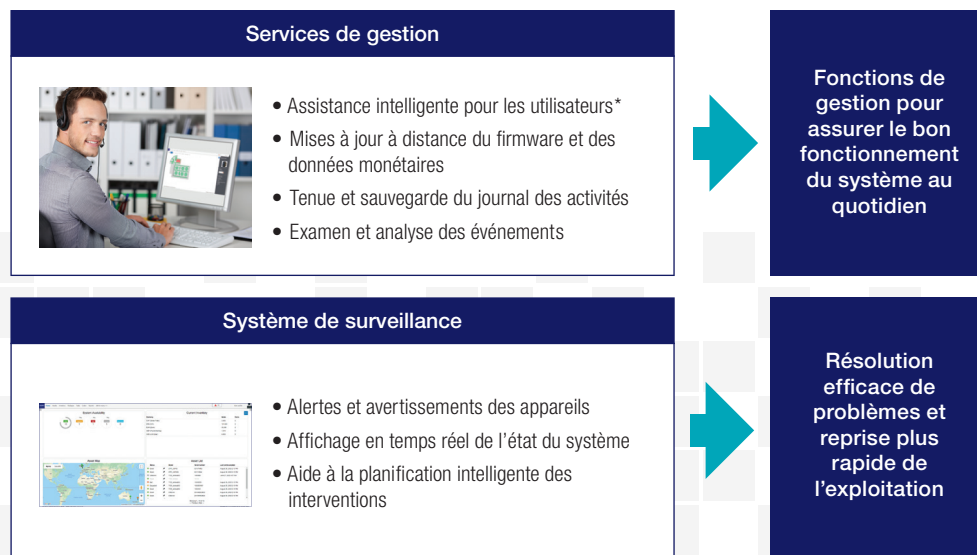 Services de gestion
• Assistance intelligente pour les utilisateurs*
• Mises à jour à distance du firmware et des
données monétaires
• Tenue et sauvegarde du journal des activités
• Examen et analyse des événements
Fonctions de
gestion pour
assurer le bon
fonctionnement
du système au
quotidien
Système de surveillance
• Alertes et avertissements des appareils
• Affichage en temps réel de l'état du système
• Aide à la planification intelligente des
interventions
Résolution
efficace de
problèmes et
reprise plus
rapide de
l'exploitation